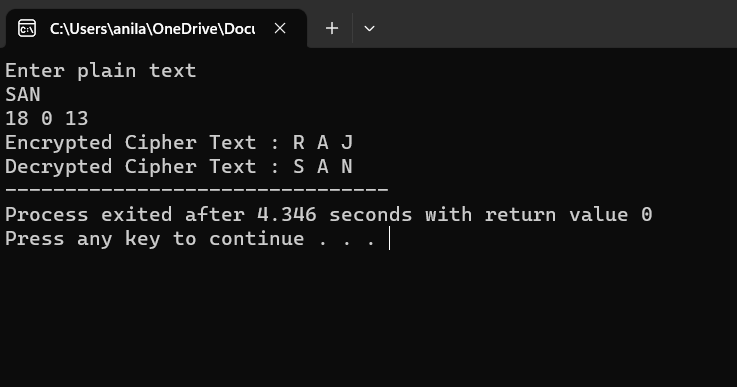 C:\Users\anila\OneDrive\Docu
Enter plain text
SAN
18 0 13
Encrypted Cipher Text : R A J
Decrypted Cipher Text : S A N
--------------------------------
Process exited after 4.346 seconds with return value 0
Press any key to continue . . .